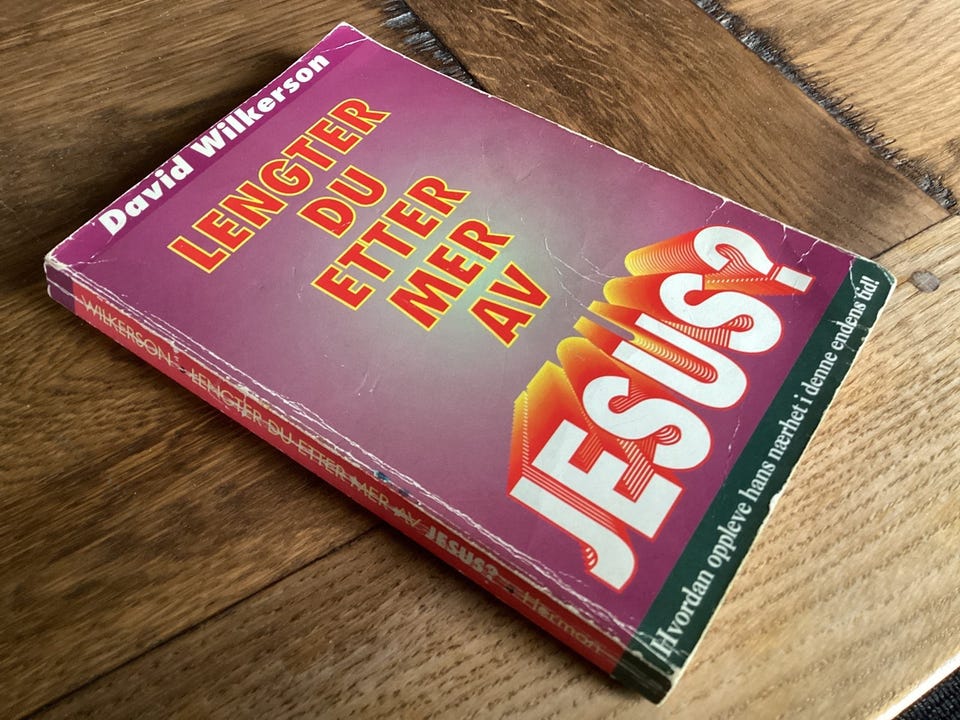 David Wilkerson
LENGTER
DU
ETTER
MER
AV
JESUS?
Hvordan oppleve hans nærhet i denne endens tid!
WILKERSON - LENGTER DU ETTER MER AV JESUS? - Hermon